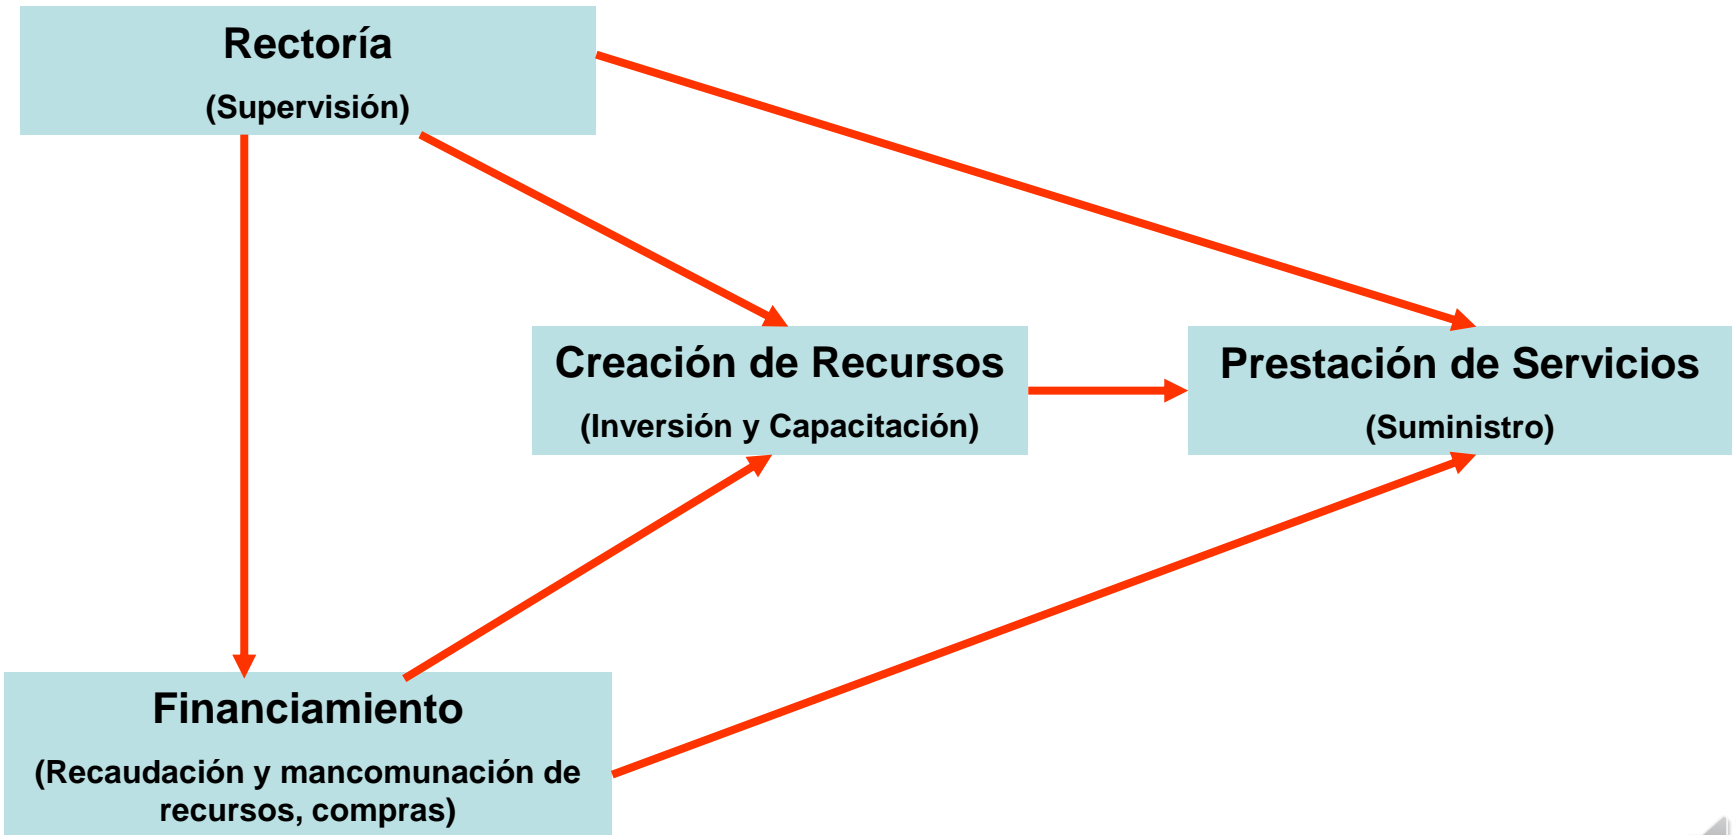 Rectoría
(Supervisión)
Creación de Recursos
(Inversión y Capacitación)
Prestación de Servicios
(Suministro)
Financiamiento
(Recaudación y mancomunación de
recursos, compras)